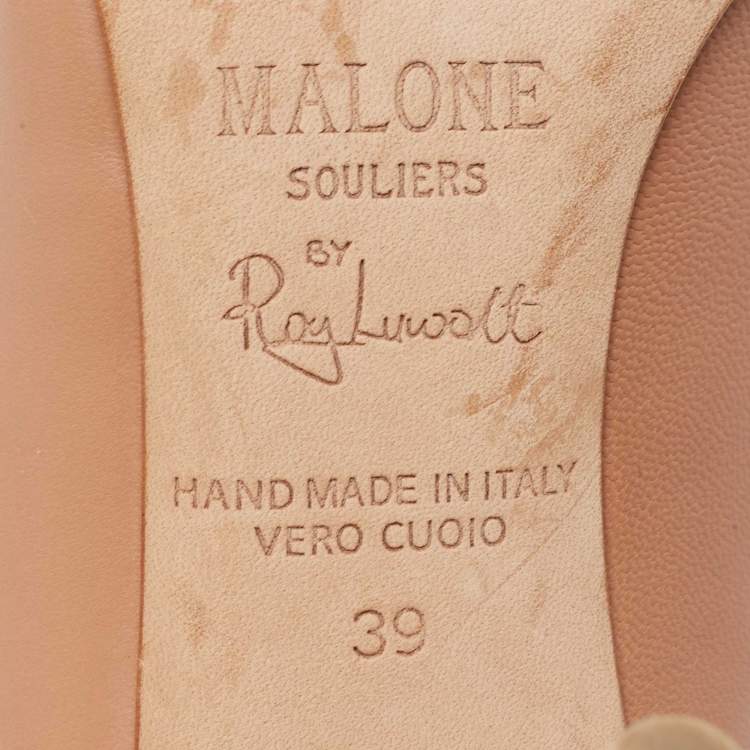 MALONE
SOULIERS
BY
Roy Luwolt
HAND MADE IN ITALY
VERO CUOIO
39